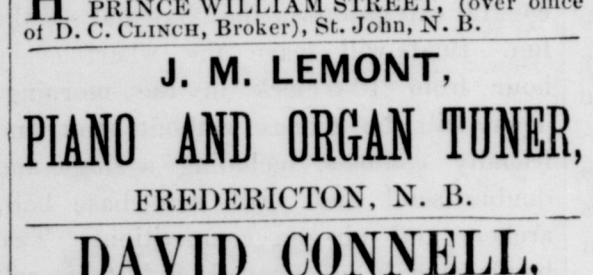 PRINCE WILLIAM STREET, (over office
of D. C. CLINCH, Broker), St. John, N. B.
J. M. LEMONT,
PIANO AND ORGAN TUNER,
FREDERICTON, N. B.
DAVID CONNELL.